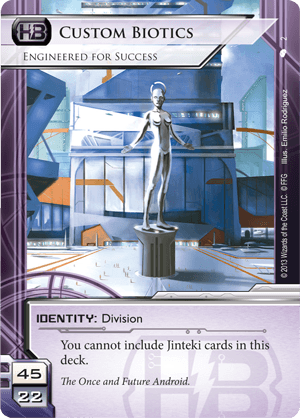 HB
CUSTOM BIOTICS
ENGINEERED FOR SUCCESS
2
Illus. Emilio Rodriguez
© 2013 Wizards of the Coast LLC. © FFG
IDENTITY: Division
You cannot include Jinteki cards in this
deck.
The Once and Future Android.
45
22
HB